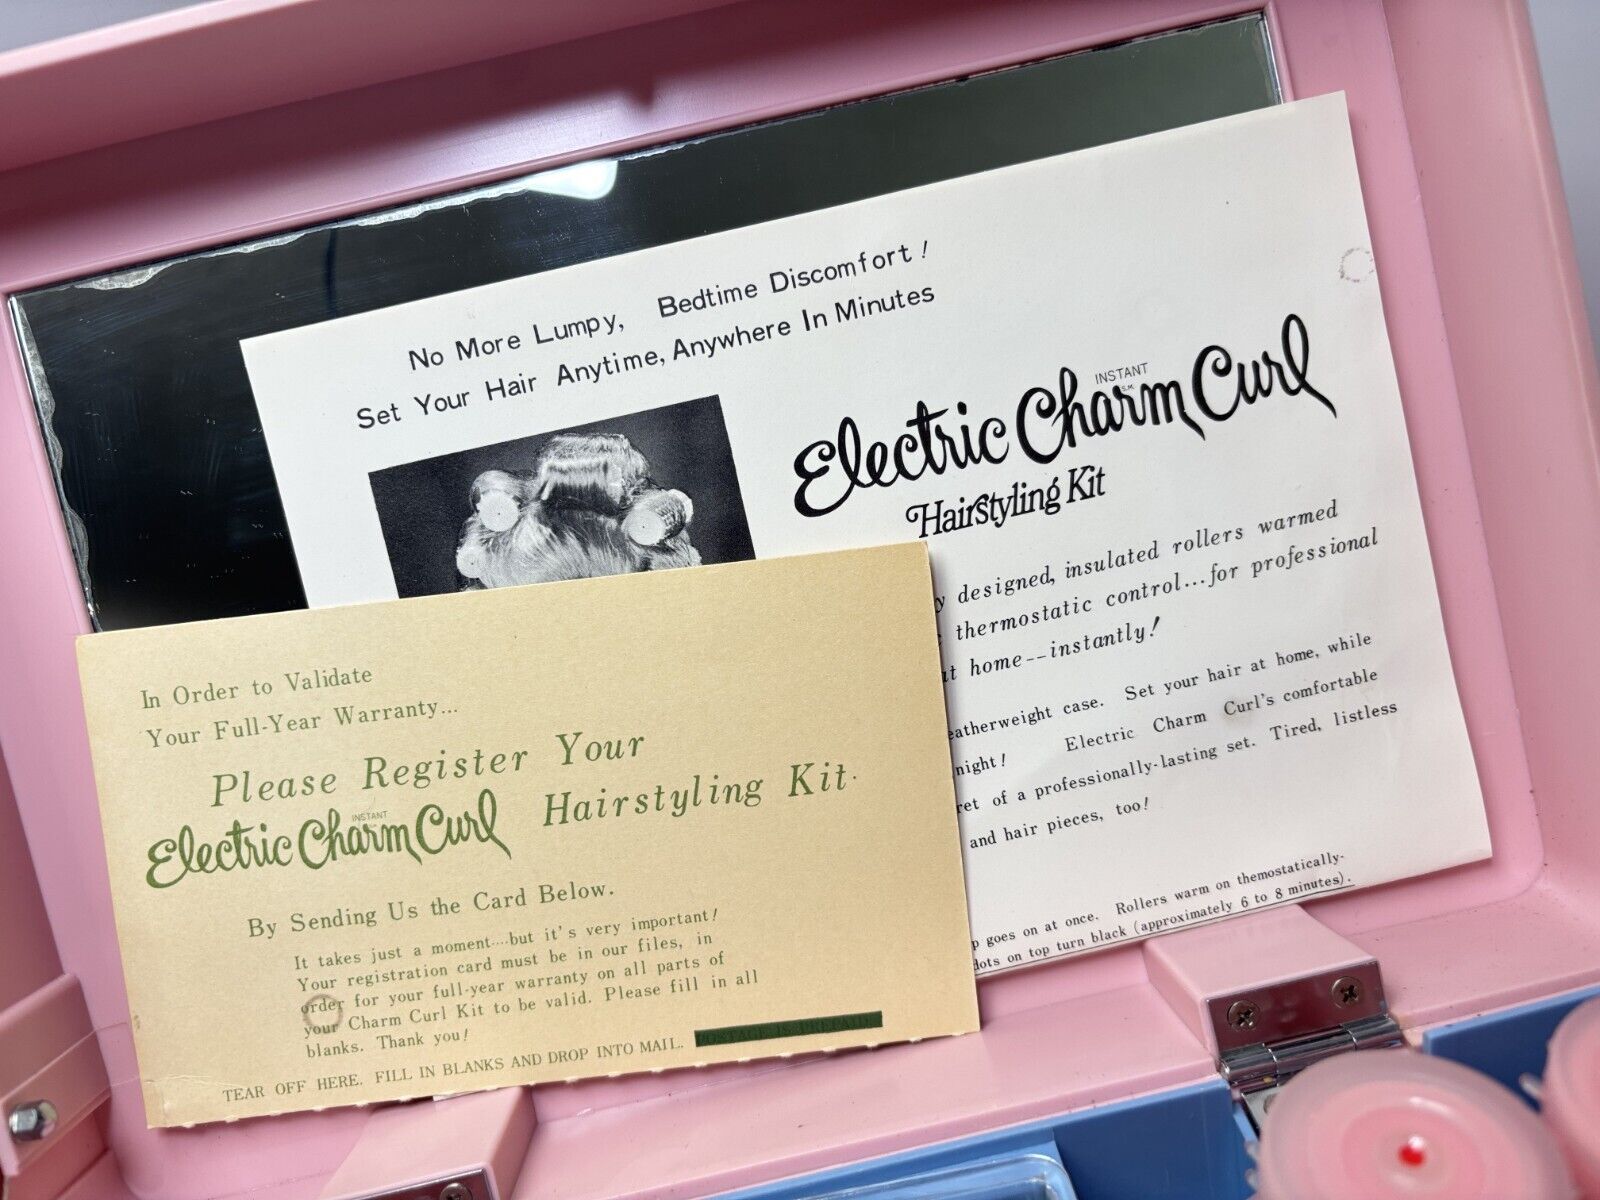 No More Lumpy, Bedtime Discomfort!
Set Your Hair Anytime, Anywhere In Minutes
INSTANT
S.M.
Electric Charm Curl
Hairstyling Kit
designed, insulated rollers warmed
thermostatic control...for professional
at home--instantly!
case. Set your hair at home, while
night! Electric Charm Curl's comfortable
of a professionally-lasting set. Tired, listless
and hair pieces, too!
goes on at once. Rollers warm on themostatically-
on top turn black (approximately 6 to 8 minutes).
In Order to Validate
Your Full-Year Warranty...
Please Register Your
INSTANT
Electric Charm Curl Hairstyling Kit.
By Sending Us the Card Below.
It takes just a moment....but it's very important!
Your registration card must be in our files, in
order for your full-year warranty on all parts of
your Charm Curl Kit to be valid. Please fill in all
blanks. Thank you!
TEAR OFF HERE. FILL IN BLANKS AND DROP INTO MAIL. POSTAGE IS PREPAID.